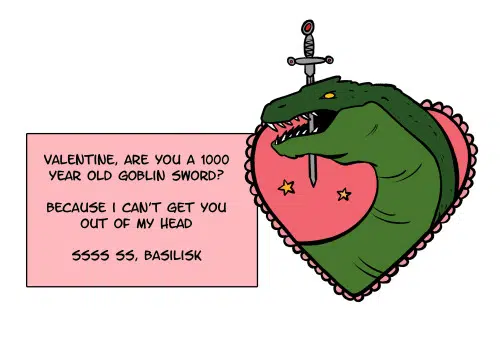 VALENTINE, ARE YOU A 1000
YEAR OLD GOBLIN SWORD?
BECAUSE I CAN'T GET YOU
OUT OF MY HEAD
SSSS SS, BASILISK